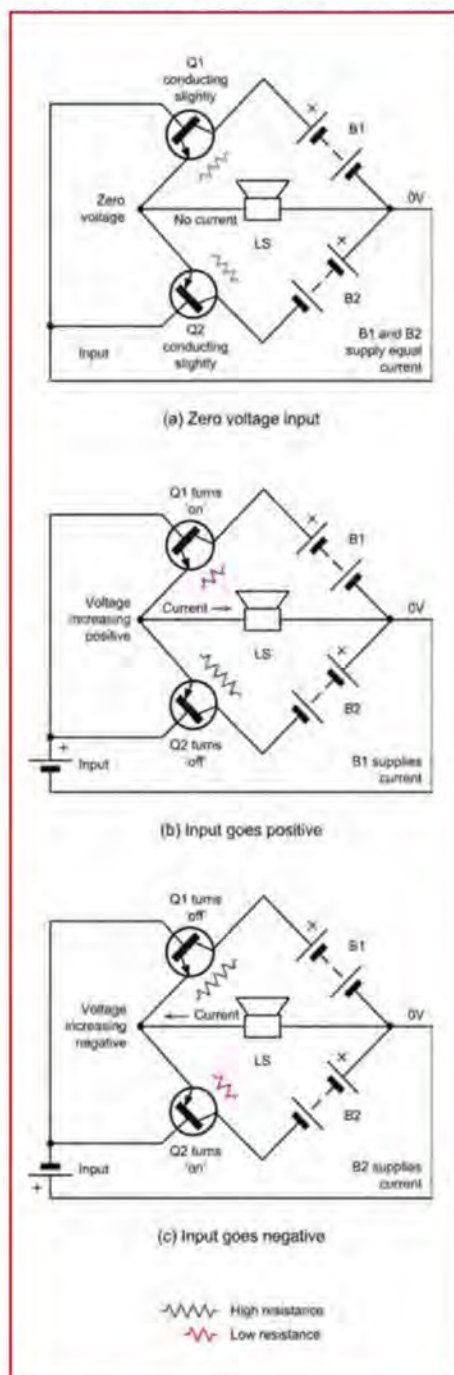 Q1
conducting
slightly
×
B1
Zero
voltage
0V
No current
LS
×
B2
Q2
conducting
slightly
Input
B1 and B2
supply equal
current
(a) Zero voltage input
Q1 turns
'on'
×
B1
Voltage
increasing
positive
Current
0V
LS
×
B2
+
Input
Q2 turns
'off'
B1 supplies
current
(b) Input goes positive
Q1 turns
off'
×
B1
Voltage
increasing
negative
Current
0V
LS
×
B2
Input
+
Q2 turns
'on'
B2 supplies
current
(c) Input goes negative
High resistance
Low resistance